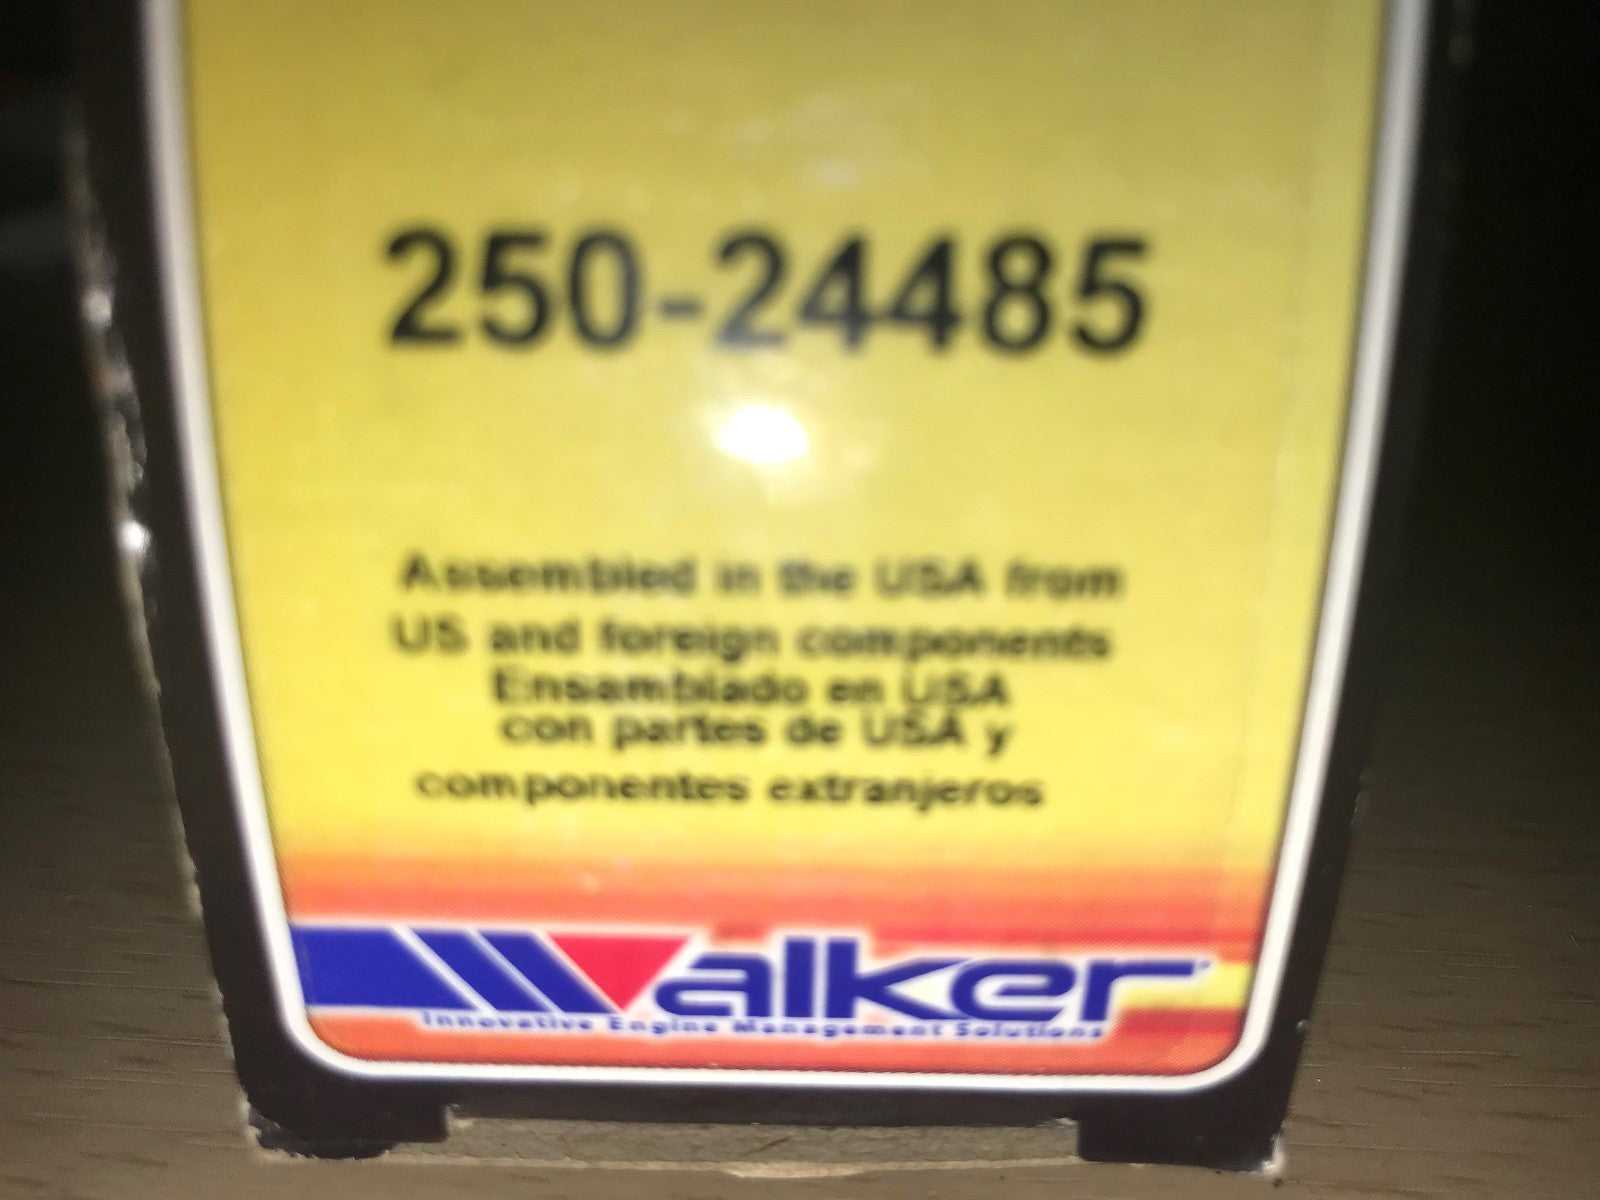 250-24485
Assembled in the USA from
US and foreign components
Ensamblado en USA
con partes de USA y
componentes extranjeros
Walker
Innovative Engine Management Solutions